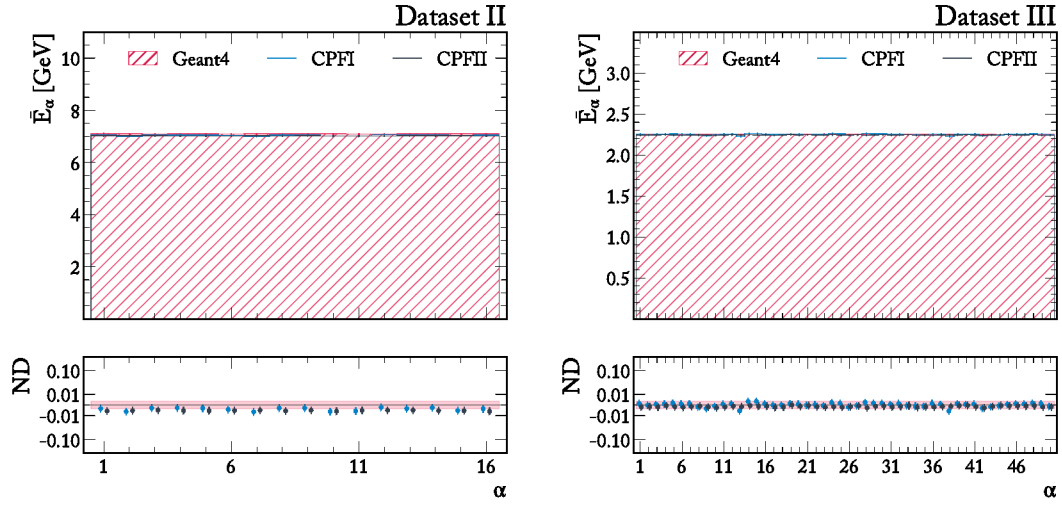 Dataset II
Geant4 CPFI CPFII
Ēα [GeV]
10
8
6
4
2
ND
0.10
0.01
−0.01
−0.10
1 6 11 16
α
Dataset III
Geant4 CPFI CPFII
Ēα [GeV]
3.0
2.5
2.0
1.5
1.0
0.5
ND
0.10
0.01
−0.01
−0.10
1 6 11 16 21 26 31 36 41 46
α